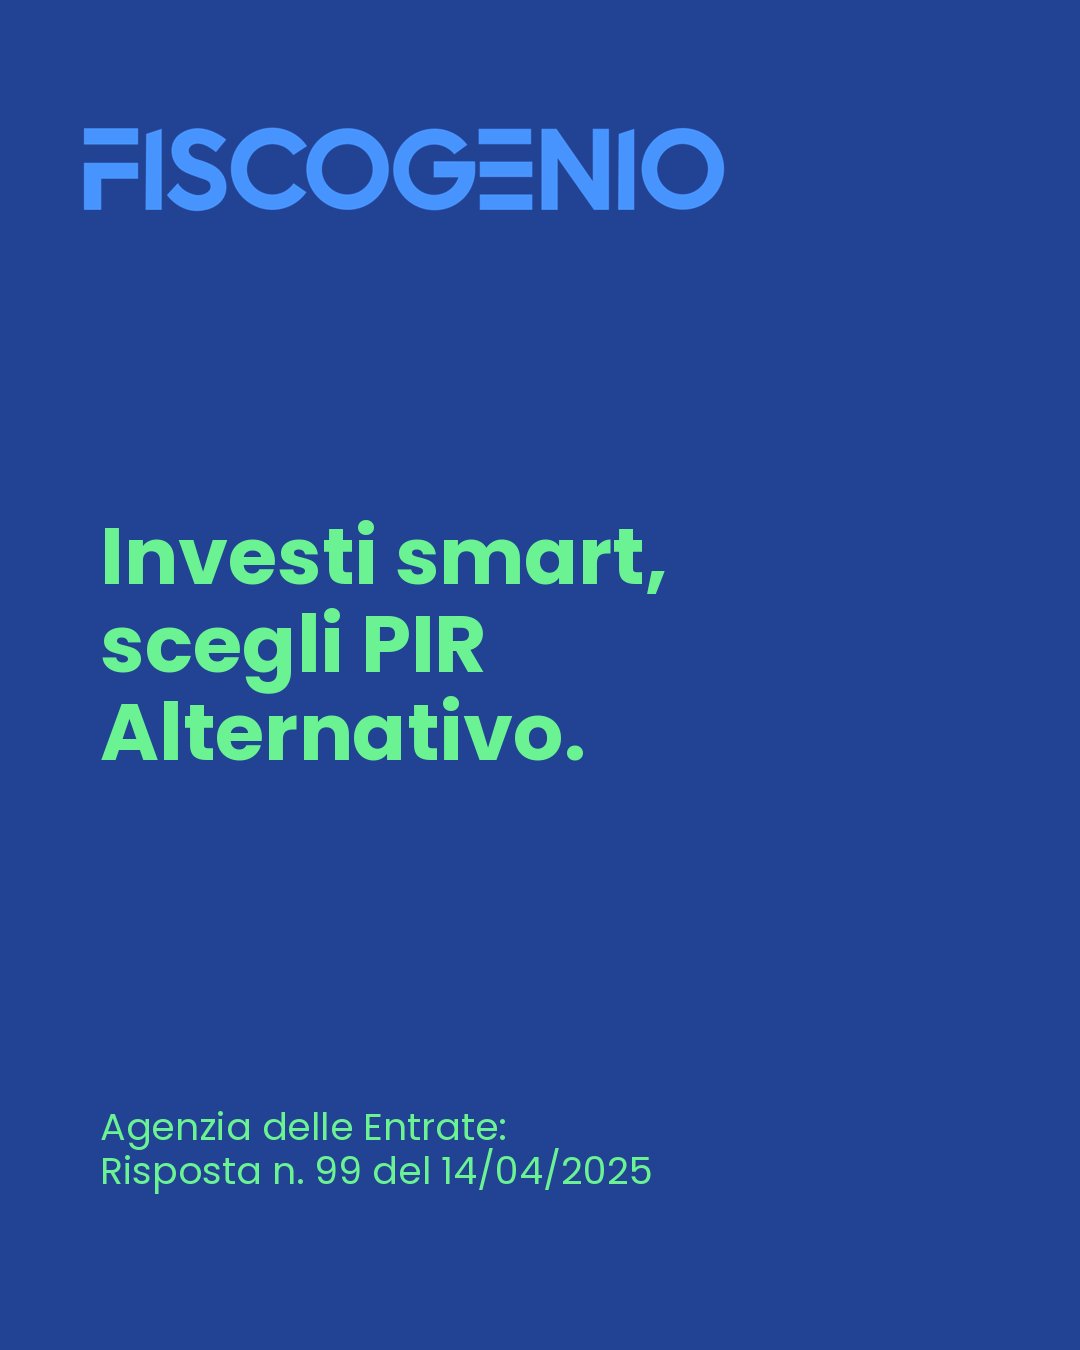 FISCOGENIO
Investi smart,
scegli PIR
Alternativo.
Agenzia delle Entrate:
Risposta n. 99 del 14/04/2025